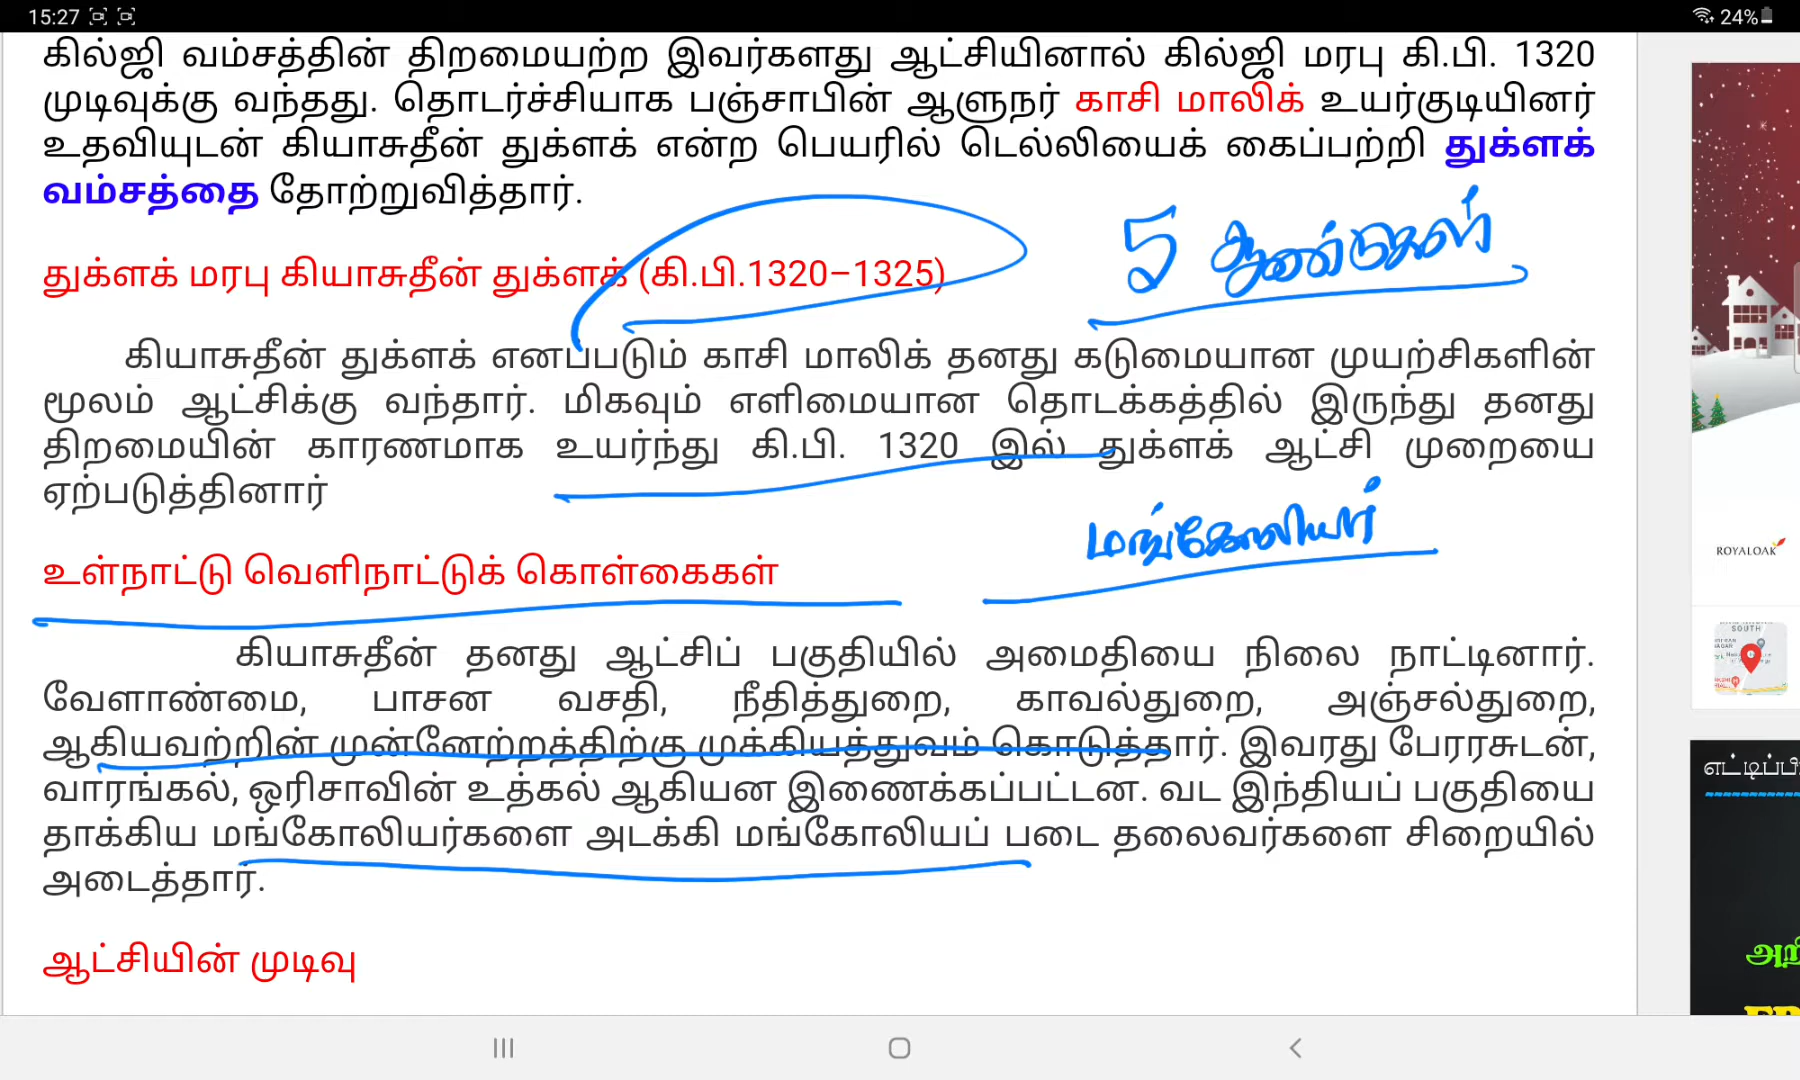 15:27
24%
கில்ஜி வம்சத்தின் திறமையற்ற இவர்களது ஆட்சியினால் கில்ஜி மரபு கி.பி. 1320
முடிவுக்கு வந்தது. தொடர்ச்சியாக பஞ்சாபின் ஆளுநர் காசி மாலிக் உயர்குடியினர்
உதவியுடன் கியாசுதீன் துக்ளக் என்ற பெயரில் டெல்லியைக் கைப்பற்றி துக்ளக்
வம்சத்தை தோற்றுவித்தார்.
5 ஆண்டுகள்
துக்ளக் மரபு கியாசுதீன் துக்ளக் (கி.பி.1320–1325)
கியாசுதீன் துக்ளக் எனப்படும் காசி மாலிக் தனது கடுமையான முயற்சிகளின்
மூலம் ஆட்சிக்கு வந்தார். மிகவும் எளிமையான தொடக்கத்தில் இருந்து தனது
திறமையின் காரணமாக உயர்ந்து கி.பி. 1320 இல் துக்ளக் ஆட்சி முறையை
ஏற்படுத்தினார்
மங்கோலியர்
உள்நாட்டு வெளிநாட்டுக் கொள்கைகள்
கியாசுதீன் தனது ஆட்சிப் பகுதியில் அமைதியை நிலை நாட்டினார்.
வேளாண்மை, பாசன வசதி, நீதித்துறை, காவல்துறை, அஞ்சல்துறை,
ஆகியவற்றின் முன்னேற்றத்திற்கு முக்கியத்துவம் கொடுத்தார். இவரது பேரரசுடன்,
வாரங்கல், ஒரிசாவின் உத்கல் ஆகியன இணைக்கப்பட்டன. வட இந்தியப் பகுதியை
தாக்கிய மங்கோலியர்களை அடக்கி மங்கோலியப் படை தலைவர்களை சிறையில்
அடைத்தார்.
ஆட்சியின் முடிவு
ROYALOAK
SOUTH